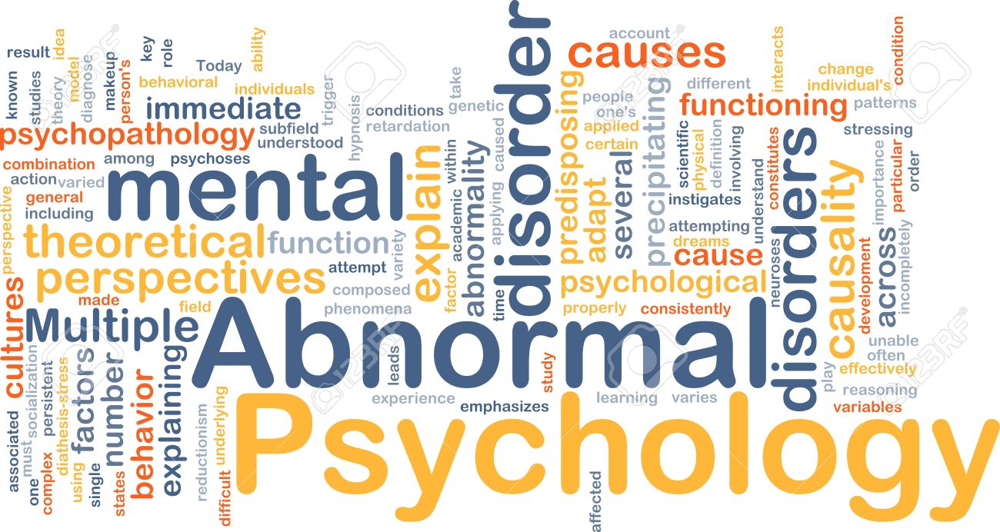 result
known
studies
idea
theory
model
diagnose
makeup
person's
key
role
Today
ability
behavioral
individuals
immediate
trigger
subfield
psychopathology
understood
hypnosis
conditions
retardation
take
genetic
combination
among
psychoses
action
varied
general
including
perspective
mental
theoretical
function
perspectives
attempt
variety
explain
within
academic
factor
abnormality
applying
caused
time
disorder
causes
account
different
interacts
change
individual's
condition
predisposing
people
one's
applied
certain
precipitating
functioning
patterns
stressing
adapt
several
scientific
physical
definition
involving
instigates
understand
constitutes
importance
particular
order
attempting
dreams
cause
neuroses
disorders
causality
development
across
incompletely
psychological
properly
consistently
composed
phenomena
made
field
cultures
Multiple
Abnormal
unable
often
effectively
play
reasoning
variables
associated
must
socialization
one
complex
persistent
diathesis-stress
using
factors
single
number
states
behavior
explaining
reductionism
difficult
underlying
leads
experience
emphasizes
study
learning
varies
Psychology
affected
123RF